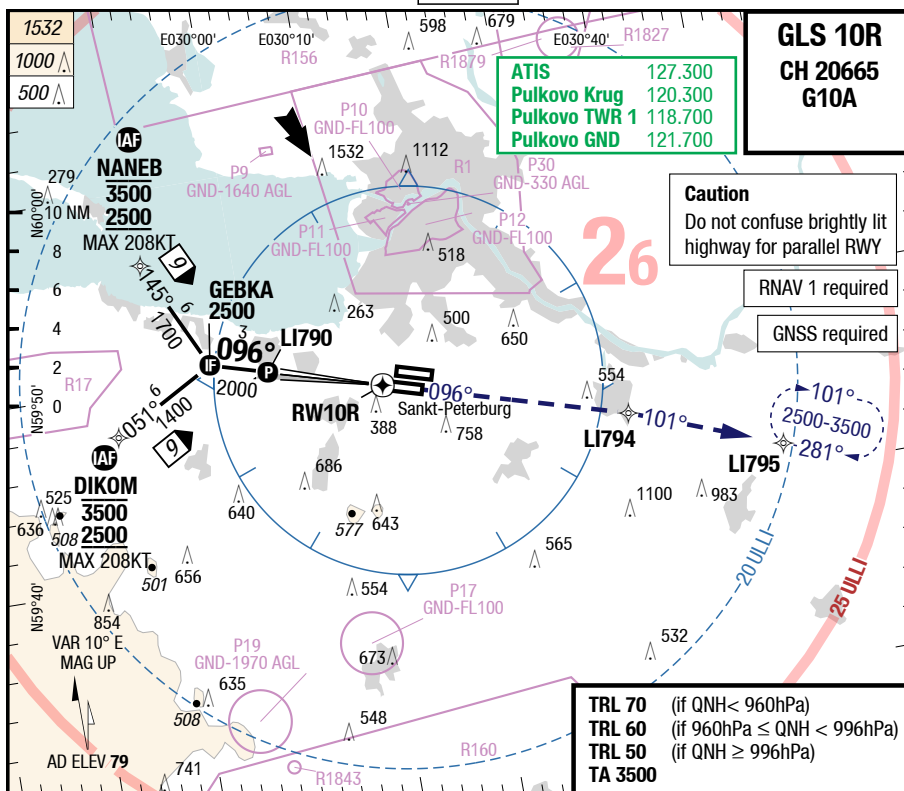 1532
1000
500
E030°00'
E030°10'
E030°40'
598
679
R156
R1879
R1827
GLS 10R
CH 20665
G10A
ATIS 127.300
Pulkovo Krug 120.300
Pulkovo TWR 1 118.700
Pulkovo GND 121.700
Caution
Do not confuse brightly lit
highway for parallel RWY
RNAV 1 required
GNSS required
IAF
NANEB
3500
2500
MAX 208KT
279
N60°00'
10 NM
8
6
4
2
0
P10
GND-FL100
1532
1112
P9
GND-1640 AGL
R1
P30
GND-330 AGL
P11
GND-FL100
P12
GND-FL100
518
26
9
145°
6
1700
GEBKA
2500
3
096°
LI790
263
500
650
IF
P
2000
R17
N59°50'
RW10R
096°
Sankt-Peterburg
388
758
554
LI794
101°
101°
2500-3500
281°
LI795
051°
6
1400
9
IAF
DIKOM
3500
2500
MAX 208KT
525
636
508
686
640
577
643
1100
983
565
656
501
554
N59°40'
854
VAR 10° E
MAG UP
AD ELEV 79
P17
GND-FL100
673
532
20 ULLI
25 ULLI
P19
GND-1970 AGL
635
508
548
R160
R1843
741
TRL 70 (if QNH< 960hPa)
TRL 60 (if 960hPa ≤ QNH < 996hPa)
TRL 50 (if QNH ≥ 996hPa)
TA 3500